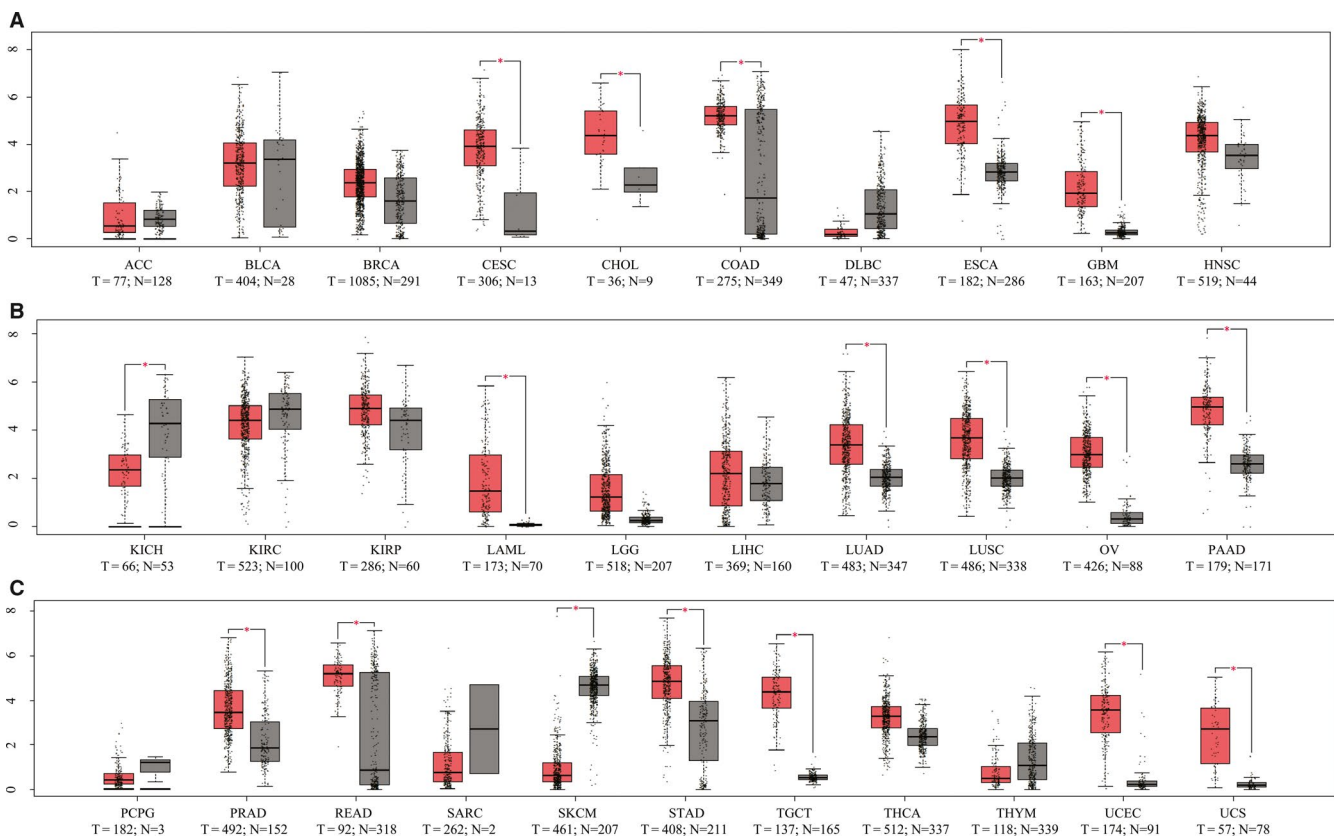 A
8
6
4
2
0
* * * * *
ACC BLCA BRCA CESC CHOL COAD DLBC ESCA GBM HNSC
T = 77; N=128 T = 404; N=28 T = 1085; N=291 T = 306; N=13 T = 36; N=9 T = 275; N=349 T = 47; N=337 T = 182; N=286 T = 163; N=207 T = 519; N=44
B
8
6
4
2
0
* * * * * *
KICH KIRC KIRP LAML LGG LIHC LUAD LUSC OV PAAD
T = 66; N=53 T = 523; N=100 T = 286; N=60 T = 173; N=70 T = 518; N=207 T = 369; N=160 T = 483; N=347 T = 486; N=338 T = 426; N=88 T = 179; N=171
C
8
6
4
2
0
* * * * * * *
PCPG PRAD READ SARC SKCM STAD TGCT THCA THYM UCEC UCS
T = 182; N=3 T = 492; N=152 T = 92; N=318 T = 262; N=2 T = 461; N=207 T = 408; N=211 T = 137; N=165 T = 512; N=337 T = 118; N=339 T = 174; N=91 T = 57; N=78